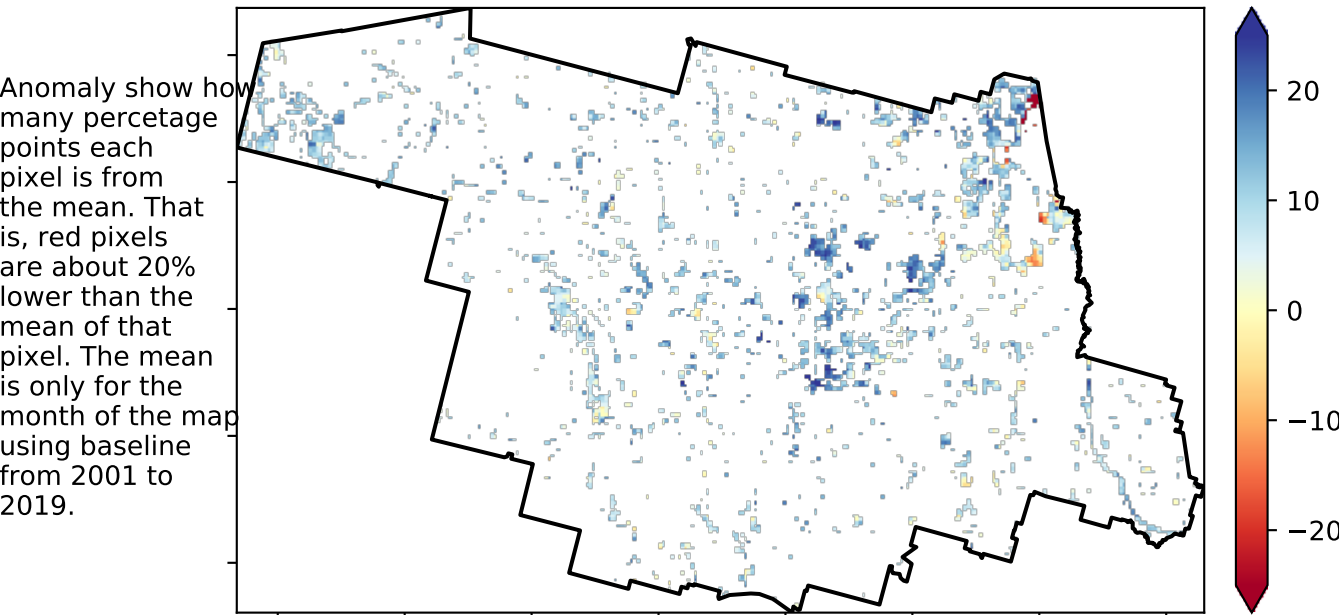 Anomaly show how
many percetage
points each
pixel is from
the mean. That
is, red pixels
are about 20%
lower than the
mean of that
pixel. The mean
is only for the
month of the map
using baseline
from 2001 to
2019.
20
10
0
−10
−20